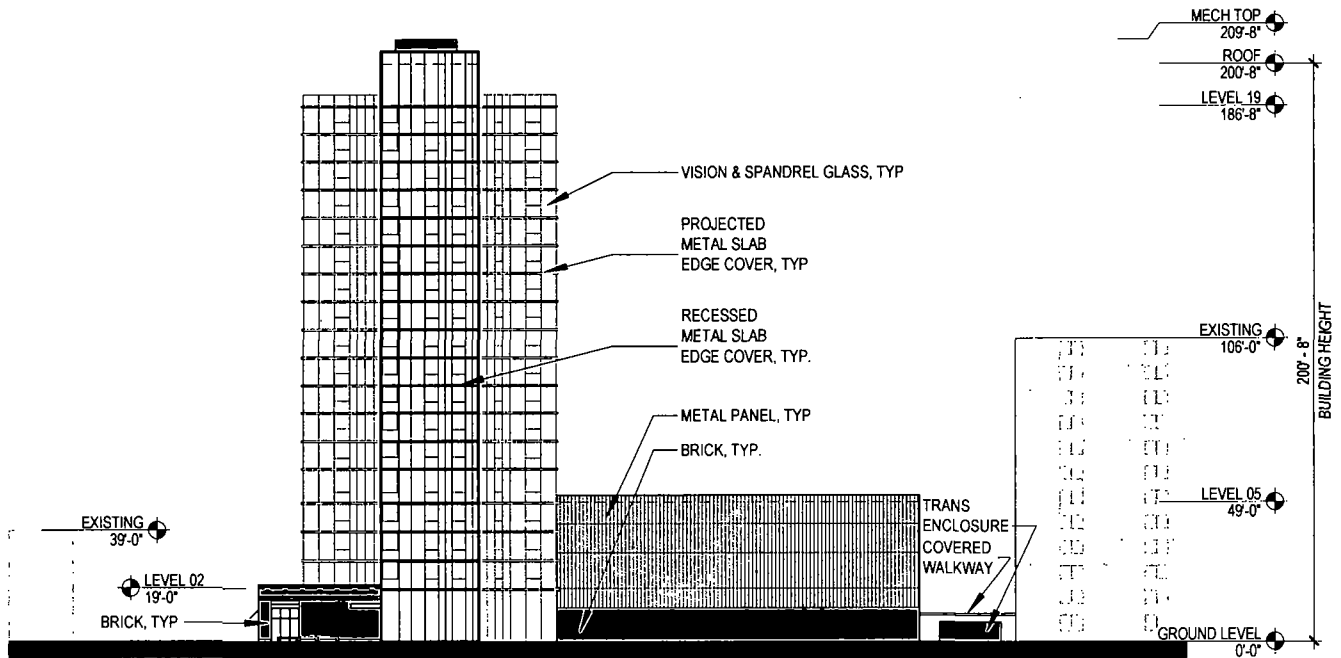 MECH TOP
209'-8"
ROOF
200'-8"
LEVEL 19
186'-8"
VISION & SPANDREL GLASS, TYP
PROJECTED
METAL SLAB
EDGE COVER, TYP
RECESSED
METAL SLAB
EDGE COVER, TYP.
EXISTING
106'-0"
200'-8"
BUILDING HEIGHT
METAL PANEL, TYP
BRICK, TYP.
LEVEL 05
49'-0"
TRANS
ENCLOSURE
COVERED
WALKWAY
EXISTING
39'-0"
LEVEL 02
19'-0"
BRICK, TYP
GROUND LEVEL
0'-0"